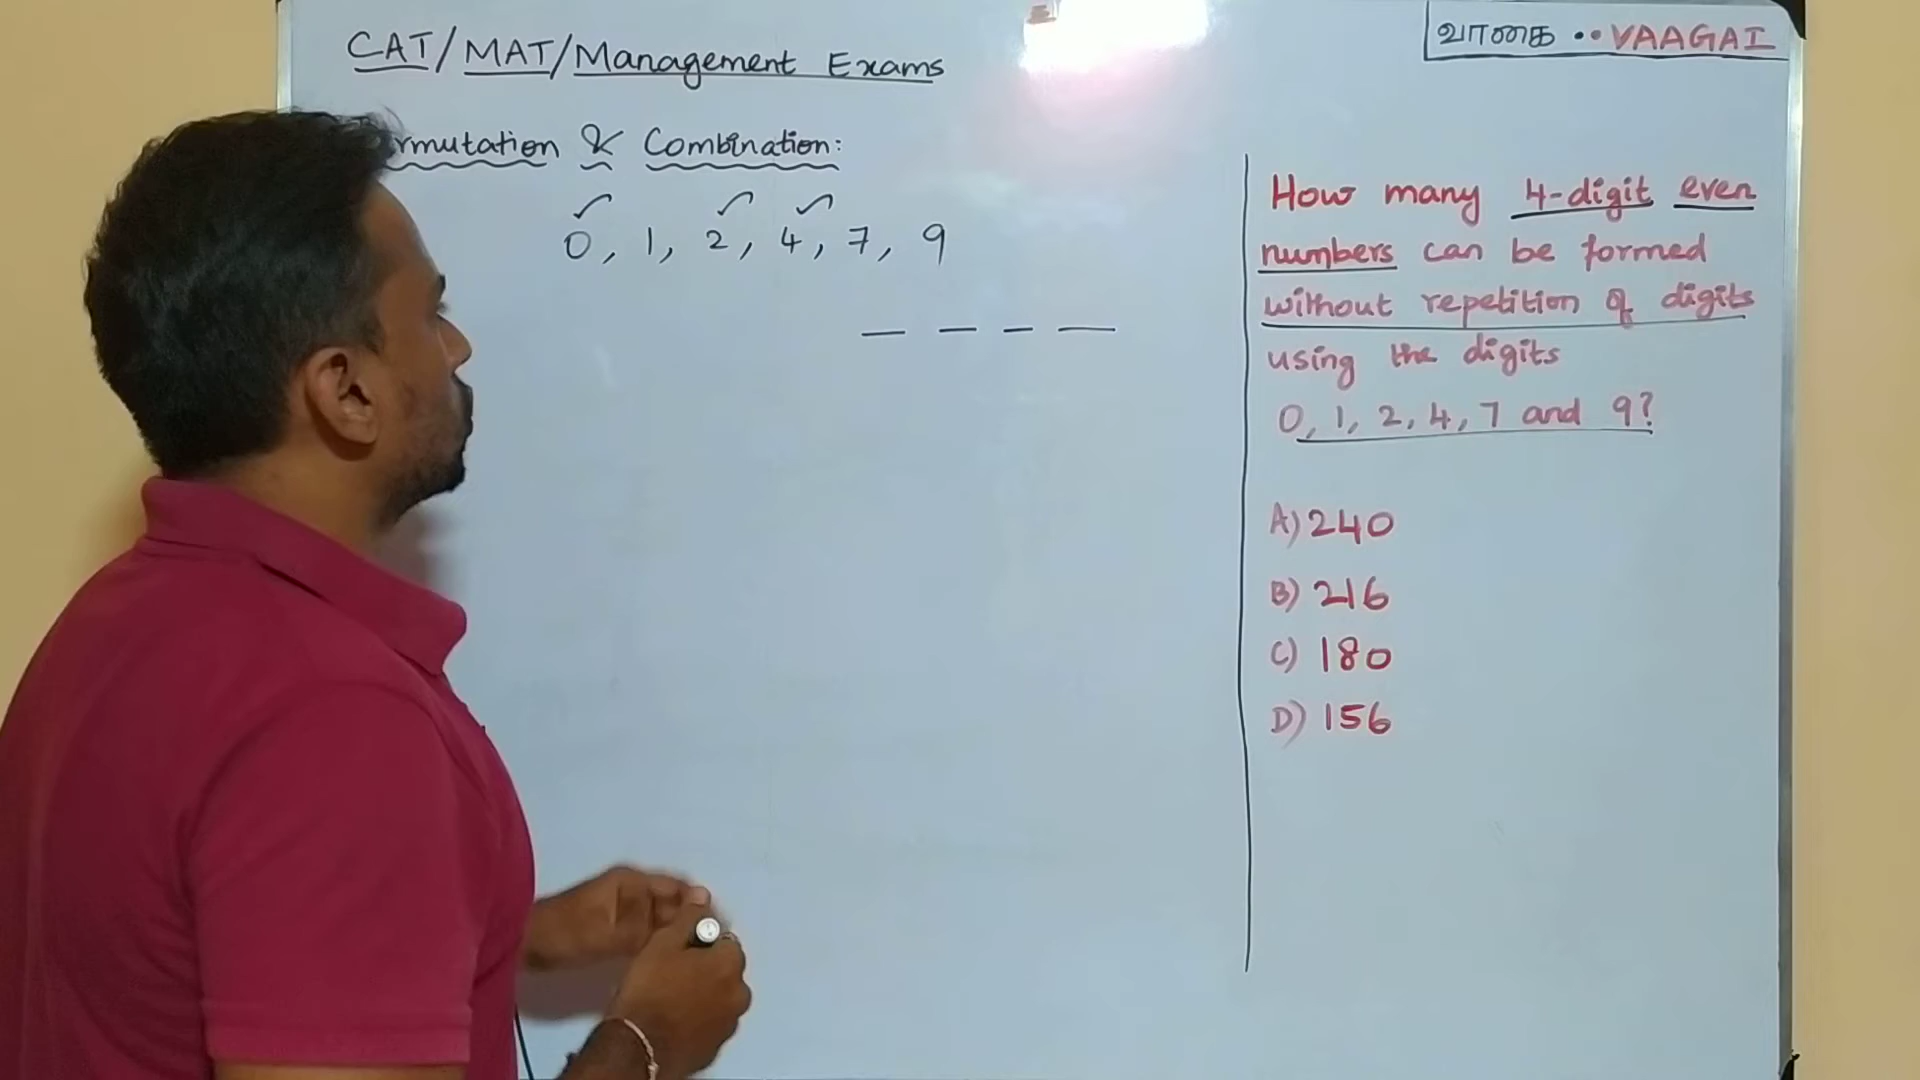 CAT/MAT/Management Exams
வாகை..VAAGAI
& Combination:
0, 1, 2, 4, 7, 9
How many 4-digit even
numbers can be formed
without repetition of digits
using the digits
0, 1, 2, 4, 7 and 9?
A) 240
B) 216
C) 180
D) 156